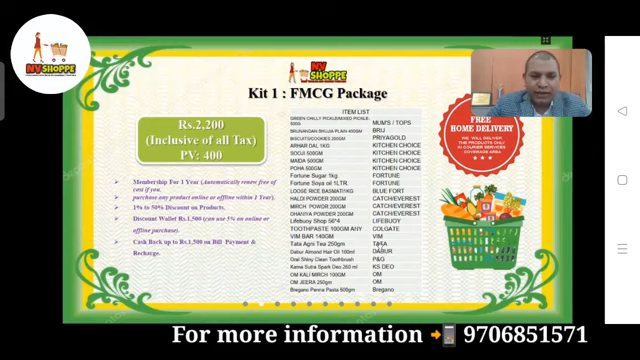 NV SHOPPE
NV SHOPPE
Kit 1 : FMCG Package
Rs.2,200
(Inclusive of all Tax)
PV: 400
Membership For 1 Year (Automatically renew free of cost if you,
purchase any product online or offline within 1 Year).
1% to 50% Discount on Products.
Discount Wallet Rs.1,500 (can use 5% on online or offline purchase).
Cash Back up to Rs.1,500 on Bill Payment & Recharge.
ITEM LIST
GREEN CHILLY PICKLE/MIXED PICKLE 500G MUM'S / TOPS
BRIJNANDAN BHUJIA PLAIN 400GM BRIJ
BISCUIT/COOKIES 200GM PRIYAGOLD
ARHAR DAL 1KG KITCHEN CHOICE
SOOJI 500GM KITCHEN CHOICE
MAIDA 500GM KITCHEN CHOICE
POHA 500GM KITCHEN CHOICE
Fortune Sugar 1kg FORTUNE
Fortune Soya oil 1LTR. FORTUNE
LOOSE RICE BASMATI1KG BLUE FORT
HALDI POWDER 200GM CATCH/EVEREST
MIRCH POWDER 200GM CATCH/EVEREST
DHANIYA POWDER 200GM CATCH/EVEREST
Lifebuoy Shop 56*4 LIFEBUOY
TOOTHPASTE 100GM ANY COLGATE
VIM BAR 140GM VIM
Tata Agni Tea 250gm TATA
Dabur Almond Hair Oil 100ml DABUR
Oral Shiny Clean Toothbrush P&G
Kama Sutra Spark Deo 260 ml KS DEO
OM KALI MIRCH 100GM OM
OM JEERA 250gm OM
Bregano Penna Pasta 500gm Bregano
FREE
HOME DELIVERY
WE WILL DELIVER
THE PRODUCTS ONLY
IN COURIER SERVICES
COVERAGE AREA
For more information 9706851571